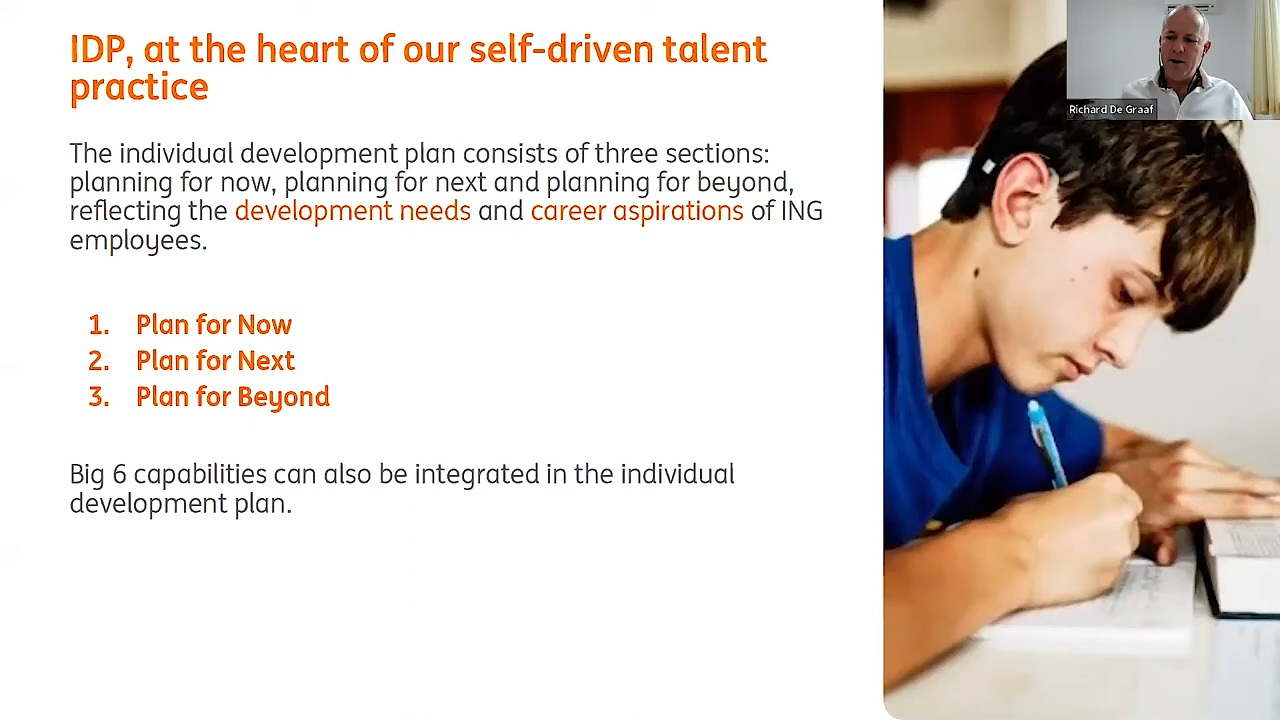 IDP, at the heart of our self-driven talent
practice
The individual development plan consists of three sections:
planning for now, planning for next and planning for beyond,
reflecting the development needs and career aspirations of ING
employees.
1. Plan for Now
2. Plan for Next
3. Plan for Beyond
Big 6 capabilities can also be integrated in the individual
development plan.
Richard De Graaf